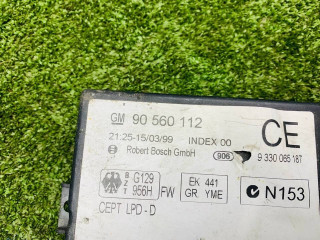 GM 90 560 112
21:25-15/03/99 INDEX 00
Robert Bosch GmbH 906
CE
9 330 065 187
BZT G129 956H FW
EK 441
GR YME
N153
CEPT LPD-D